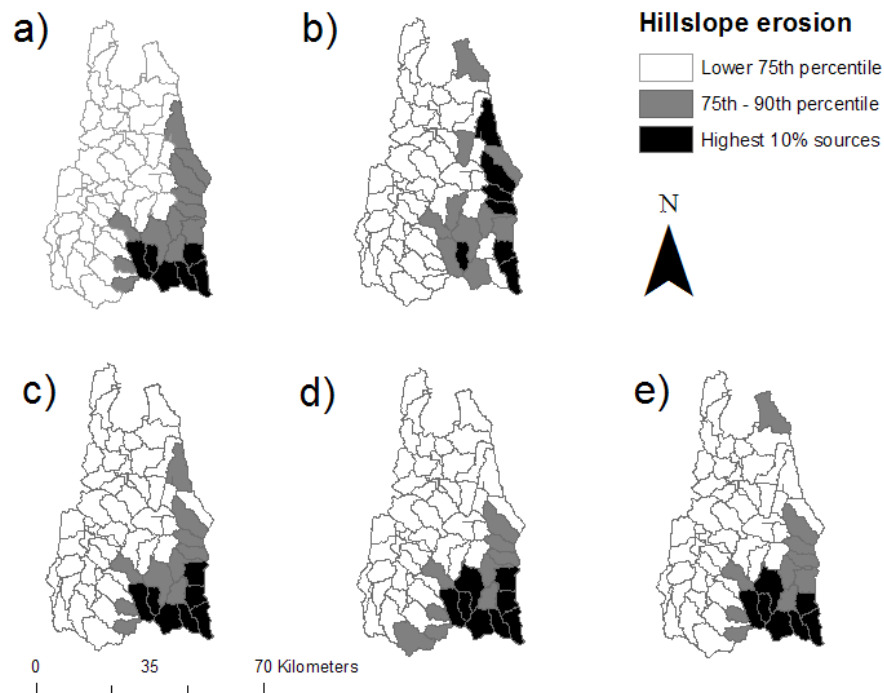 a)
b)
Hillslope erosion
Lower 75th percentile
75th - 90th percentile
Highest 10% sources
N
c)
d)
e)
0 35 70 Kilometers